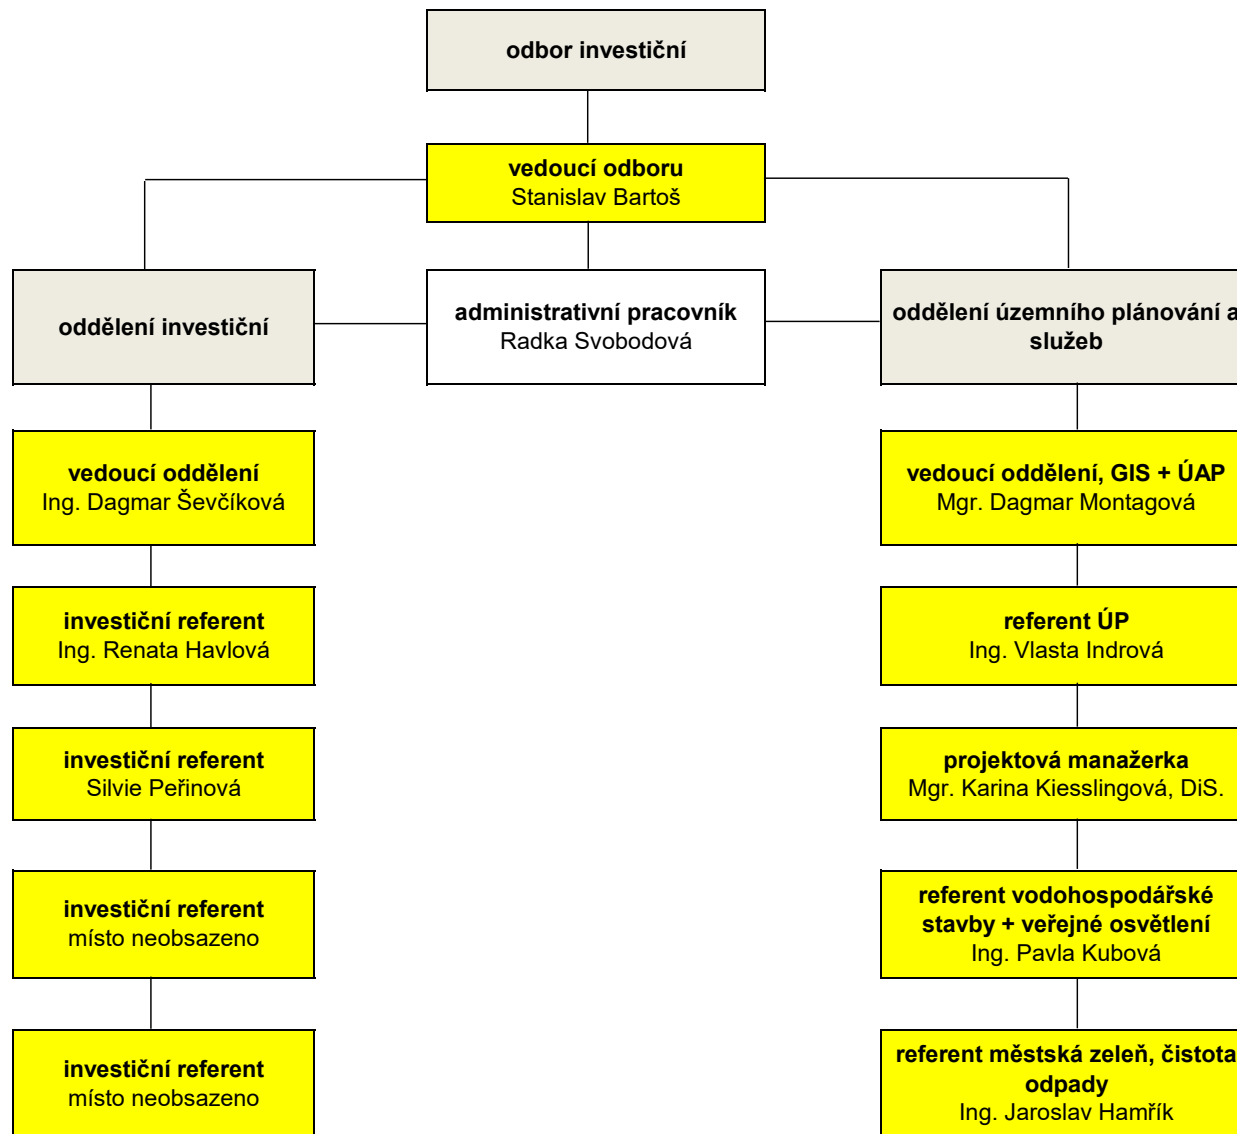 odbor investiční
vedoucí odboru
Stanislav Bartoš
oddělení investiční
administrativní pracovník
Radka Svobodová
oddělení územního plánování a
služeb
vedoucí oddělení
Ing. Dagmar Ševčíková
vedoucí oddělení, GIS + ÚAP
Mgr. Dagmar Montagová
investiční referent
Ing. Renata Havlová
referent ÚP
Ing. Vlasta Indrová
investiční referent
Silvie Peřinová
projektová manažerka
Mgr. Karina Kiesslingová, DiS.
investiční referent
místo neobsazeno
referent vodohospodářské
stavby + veřejné osvětlení
Ing. Pavla Kubová
investiční referent
místo neobsazeno
referent městská zeleň, čistota
odpady
Ing. Jaroslav Hamřík